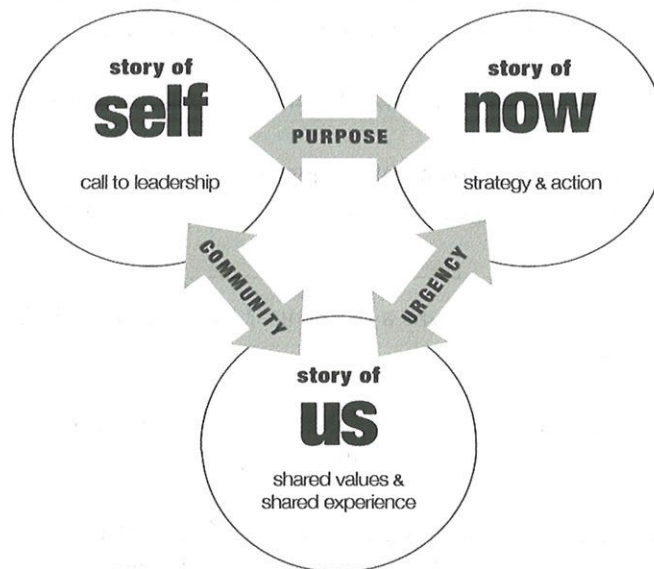 story of
self
call to leadership
PURPOSE
story of
now
strategy & action
COMMUNITY
URGENCY
story of
us
shared values &
shared experience